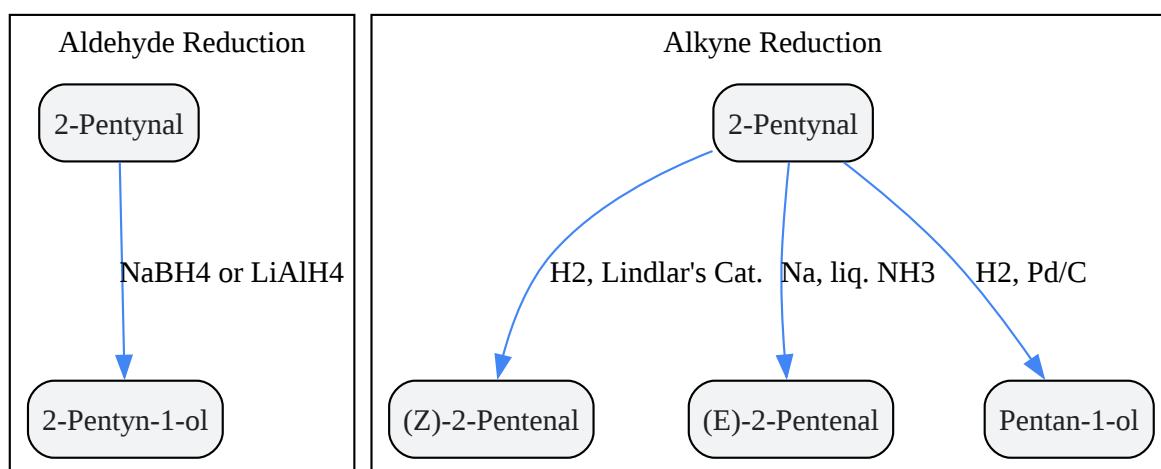 Aldehyde Reduction
2-Pentynal
NaBH4 or LiAlH4
2-Pentyn-1-ol
Alkyne Reduction
2-Pentynal
H2, Lindlar's Cat.
Na, liq. NH3
H2, Pd/C
(Z)-2-Pentenal
(E)-2-Pentenal
Pentan-1-ol